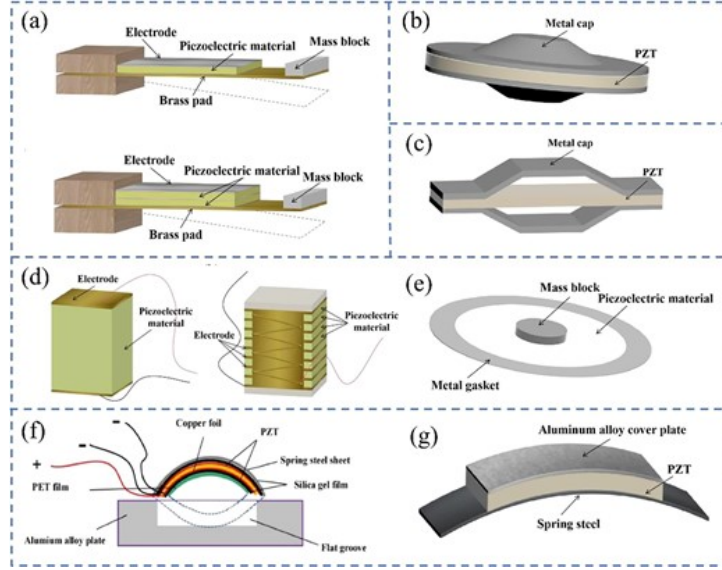 (a)
Electrode
Piezoelectric material
Mass block
Brass pad
Electrode
Piezoelectric material
Mass block
Brass pad
(b)
Metal cap
PZT
(c)
Metal cap
PZT
(d)
Electrode
Piezoelectric
material
Electrode
Piezoelectric
material
(e)
Mass block
Piezoelectric material
Metal gasket
(f)
Copper foil
PZT
Spring steel sheet
Silica gel film
-
-
+
PET film
Alumium alloy plate
Flat groove
(g)
Aluminum alloy cover plate
PZT
Spring steel